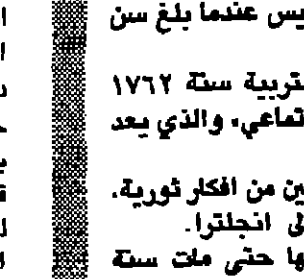 يس عندما بلغ سن
تربية سنة ١٧٦٢
تماعي، والذي يعد
ين من افكار ثورية.
انجلترا.
ها حتى مات سنة